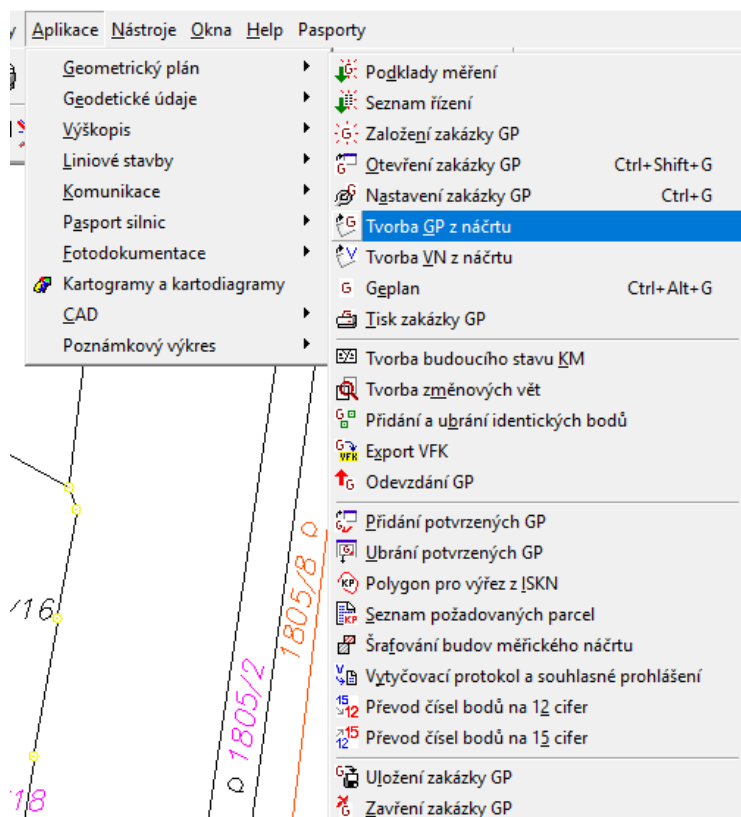 Aplikace Nástroje Okna Help Pasporty
Geometrický plán
Geodetické údaje
Výškopis
Liniové stavby
Komunikace
Pasport silnic
Fotodokumentace
Kartogramy a kartodiagramy
CAD
Poznámkový výkres
Podklady měření
Seznam řízení
Založení zakázky GP
Otevření zakázky GP Ctrl+Shift+G
Nastavení zakázky GP Ctrl+G
Tvorba GP z náčrtu
Tvorba VN z náčrtu
Geplan Ctrl+Alt+G
Tisk zakázky GP
Tvorba budoucího stavu KM
Tvorba změnových vět
Přidání a ubrání identických bodů
Export VFK
Odevzdání GP
Přidání potvrzených GP
Ubrání potvrzených GP
Polygon pro výřez z ISKN
Seznam požadovaných parcel
Šrafování budov měřického náčrtu
Vytyčovací protokol a souhlasné prohlášení
Převod čísel bodů na 12 cifer
Převod čísel bodů na 15 cifer
Uložení zakázky GP
Zavření zakázky GP
/16
1805/8
1805/2
/18